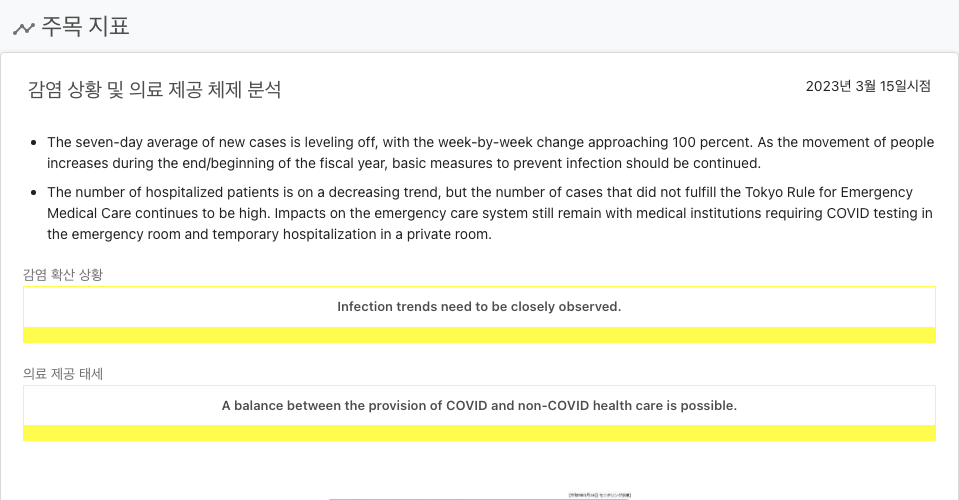 주목 지표
감염 상황 및 의료 제공 체제 분석
2023년 3월 15일시점
The seven-day average of new cases is leveling off, with the week-by-week change approaching 100 percent. As the movement of people
increases during the end/beginning of the fiscal year, basic measures to prevent infection should be continued.
The number of hospitalized patients is on a decreasing trend, but the number of cases that did not fulfill the Tokyo Rule for Emergency
Medical Care continues to be high. Impacts on the emergency care system still remain with medical institutions requiring COVID testing in
the emergency room and temporary hospitalization in a private room.
감염 확산 상황
Infection trends need to be closely observed.
의료 제공 태세
A balance between the provision of COVID and non-COVID health care is possible.